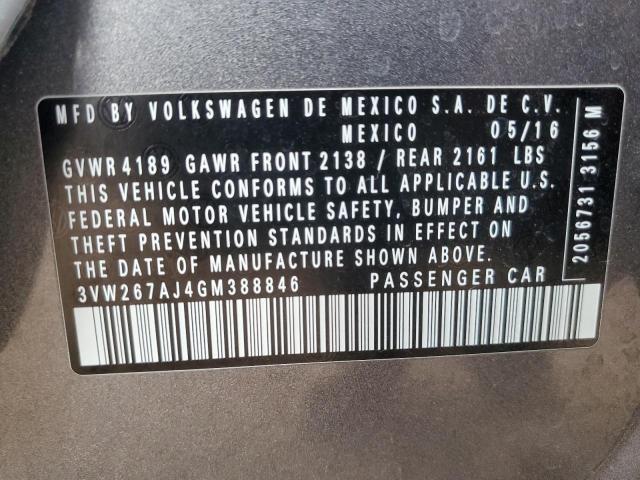 MFD BY VOLKSWAGEN DE MEXICO S.A. DE C.V.
MEXICO 05/16
GVWR 4189 GAWR FRONT 2138 / REAR 2161 LBS
THIS VEHICLE CONFORMS TO ALL APPLICABLE U.S.
FEDERAL MOTOR VEHICLE SAFETY, BUMPER AND
THEFT PREVENTION STANDARDS IN EFFECT ON
THE DATE OF MANUFACTURE SHOWN ABOVE.
3VW267AJ4GM388846 PASSENGER CAR
2056731 3156 M